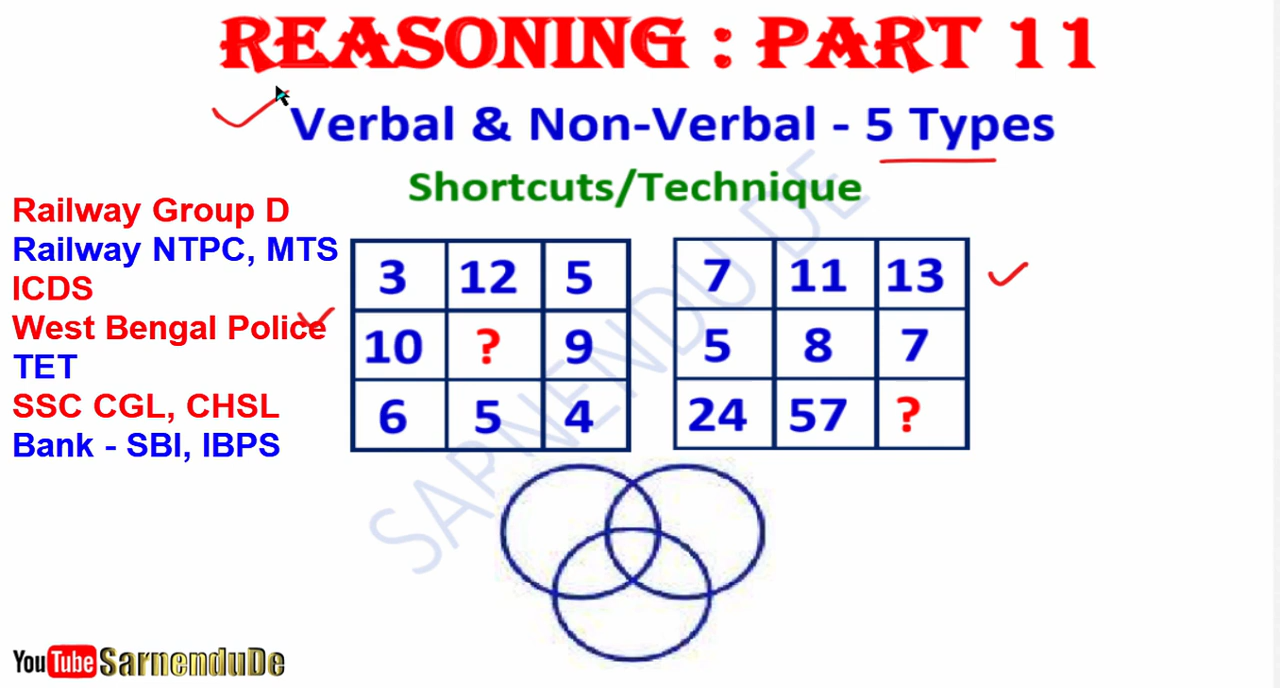 REASONING : PART 11
Verbal & Non-Verbal - 5 Types
Shortcuts/Technique
Railway Group D
Railway NTPC, MTS
ICDS
West Bengal Police
TET
SSC CGL, CHSL
Bank - SBI, IBPS
3 12 5
10 ? 9
6 5 4
7 11 13
5 8 7
24 57 ?
SARNENDU DE
YouTube SarnenduDe